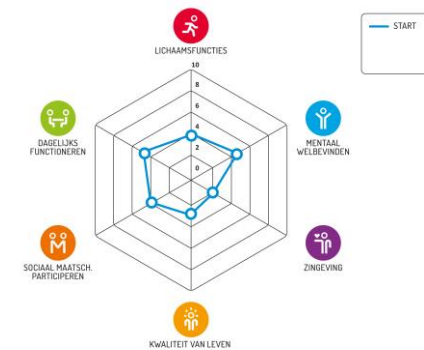 START
LICHAAMSFUNCTIES
10
8
6
4
2
0
DAGELIJKS
FUNCTIONEREN
MENTAAL
WELBEVINDEN
SOCIAAL MAATSCH.
PARTICIPEREN
ZINGEVING
KWALITEIT VAN LEVEN